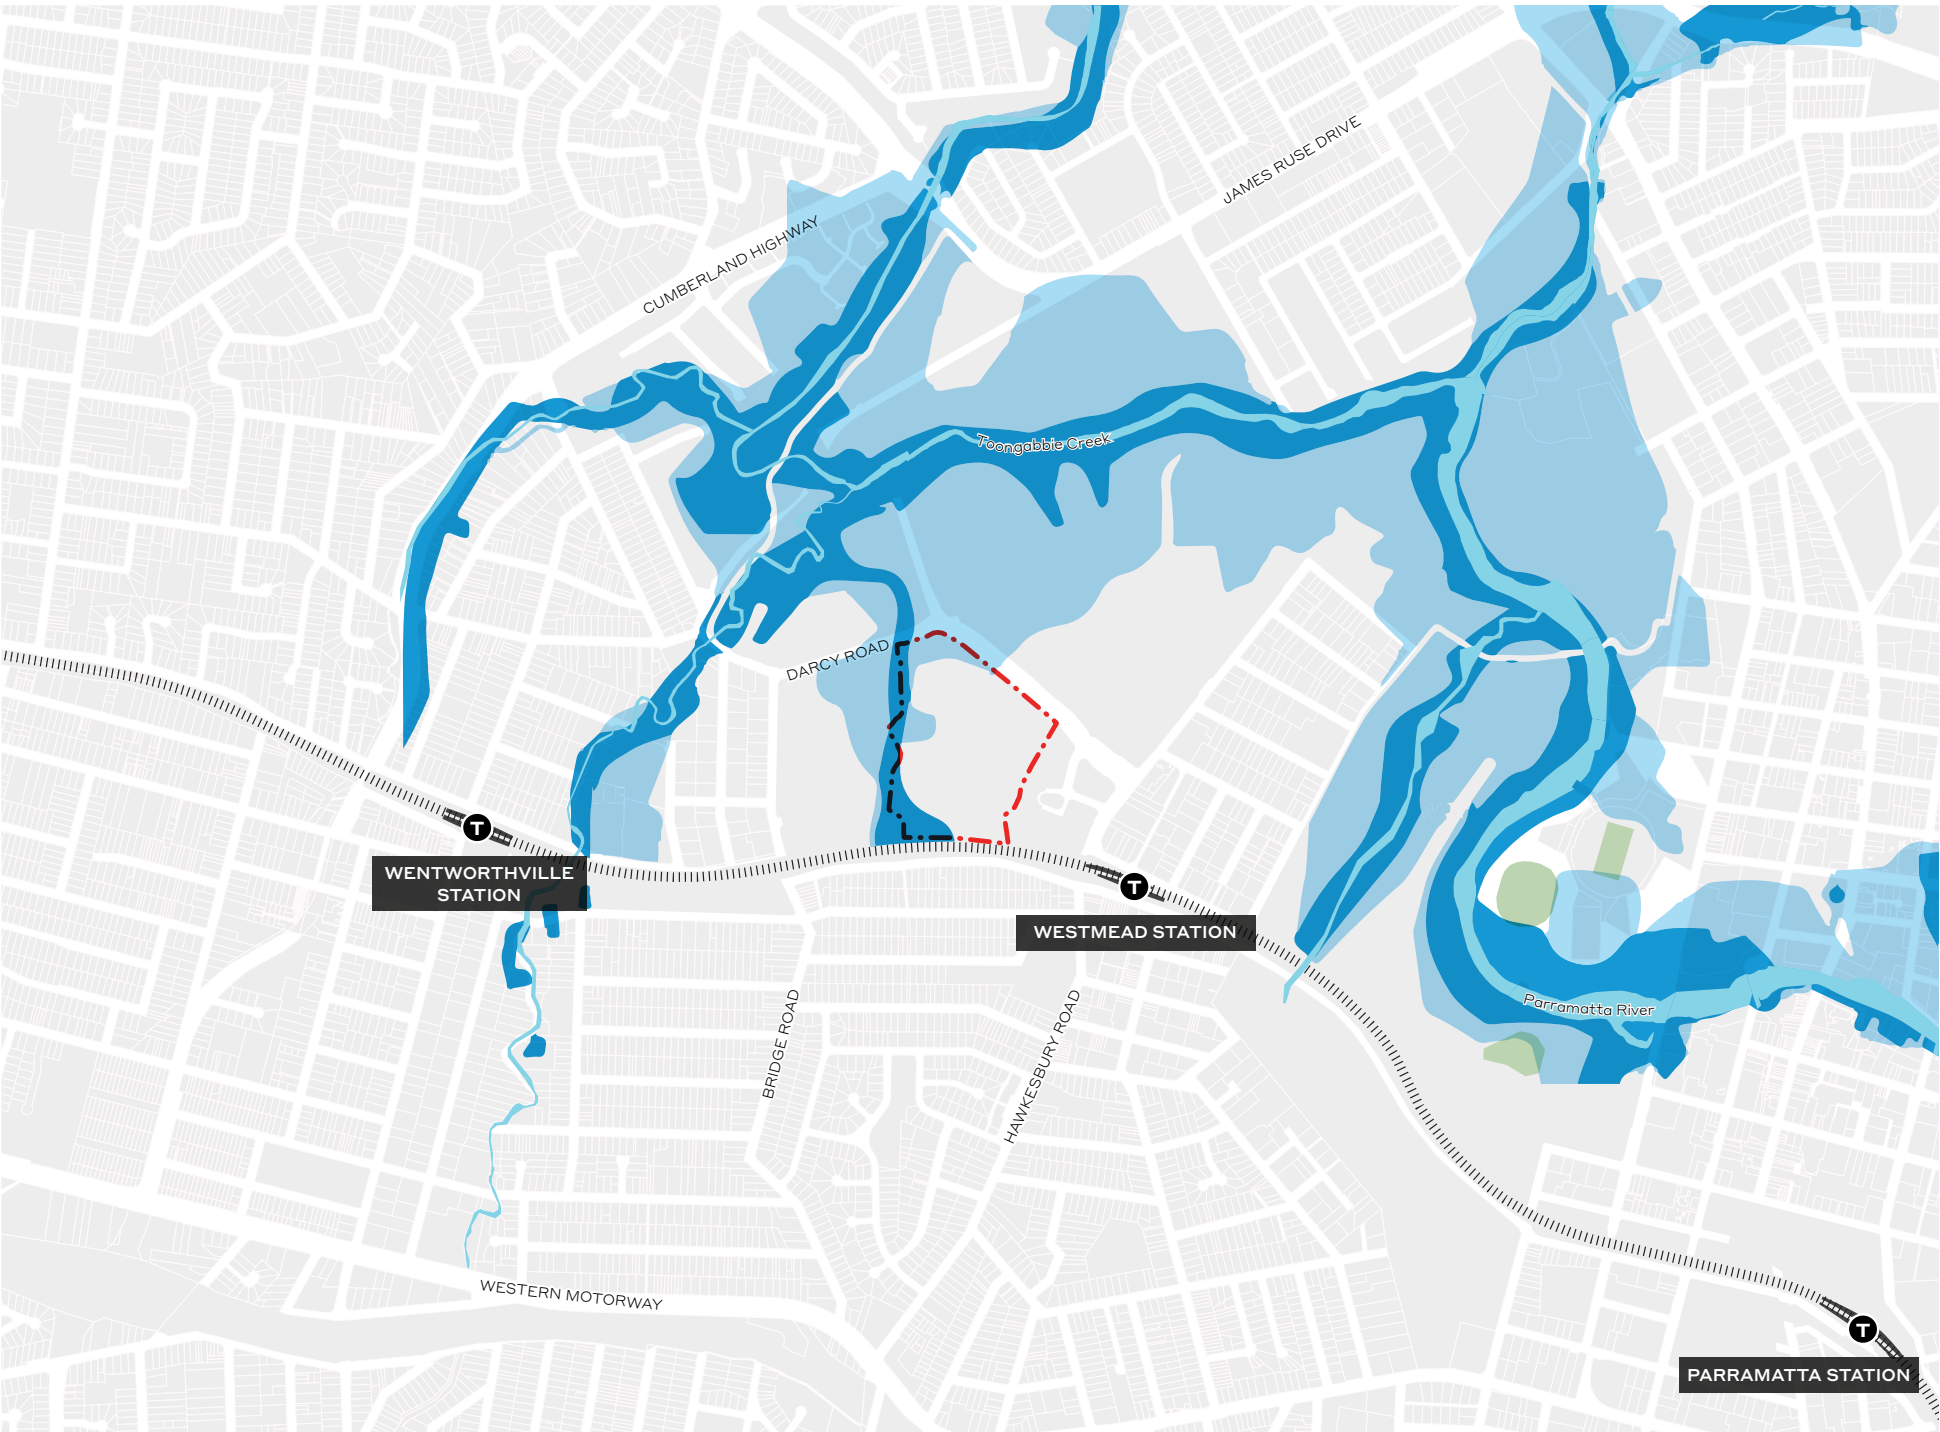 JAMES RUSE DRIVE
CUMBERLAND HIGHWAY
Toongabbie Creek
DARCY ROAD
T
WENTWORTHVILLE
STATION
T
WESTMEAD STATION
Parramatta River
BRIDGE ROAD
HAWKESBURY ROAD
WESTERN MOTORWAY
T
PARRAMATTA STATION